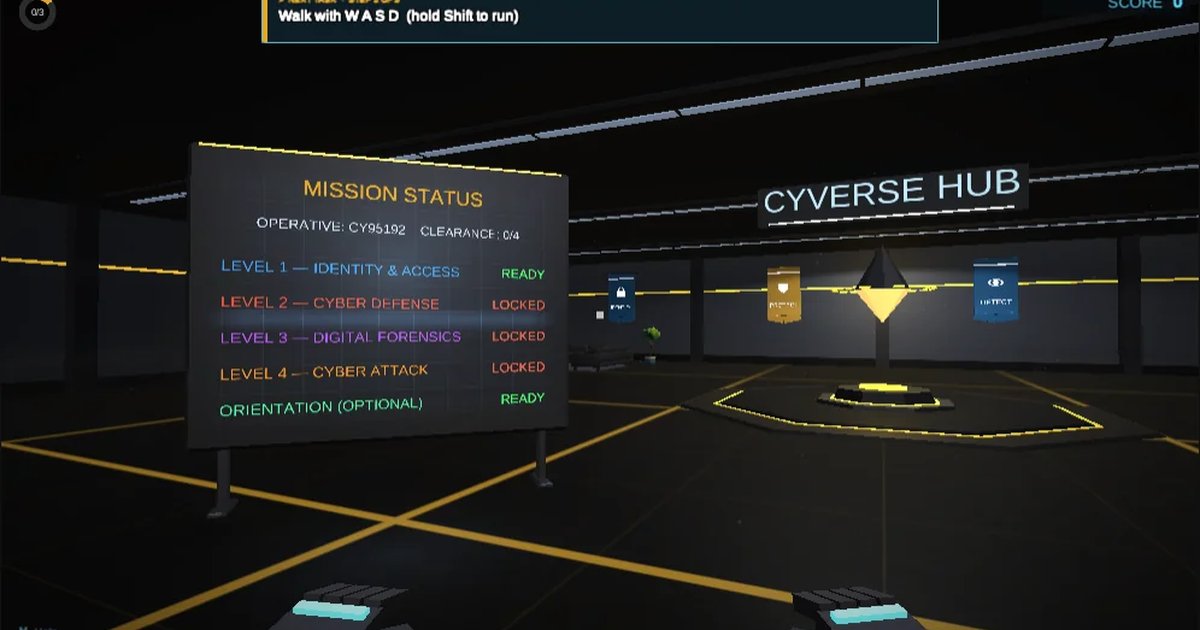 0/3
Walk with W A S D (hold Shift to run)
SCORE 0
MISSION STATUS
OPERATIVE: CY95192 CLEARANCE: 0/4
LEVEL 1 — IDENTITY & ACCESS READY
LEVEL 2 — CYBER DEFENSE LOCKED
LEVEL 3 — DIGITAL FORENSICS LOCKED
LEVEL 4 — CYBER ATTACK LOCKED
ORIENTATION (OPTIONAL) READY
CYVERSE HUB
DETECT